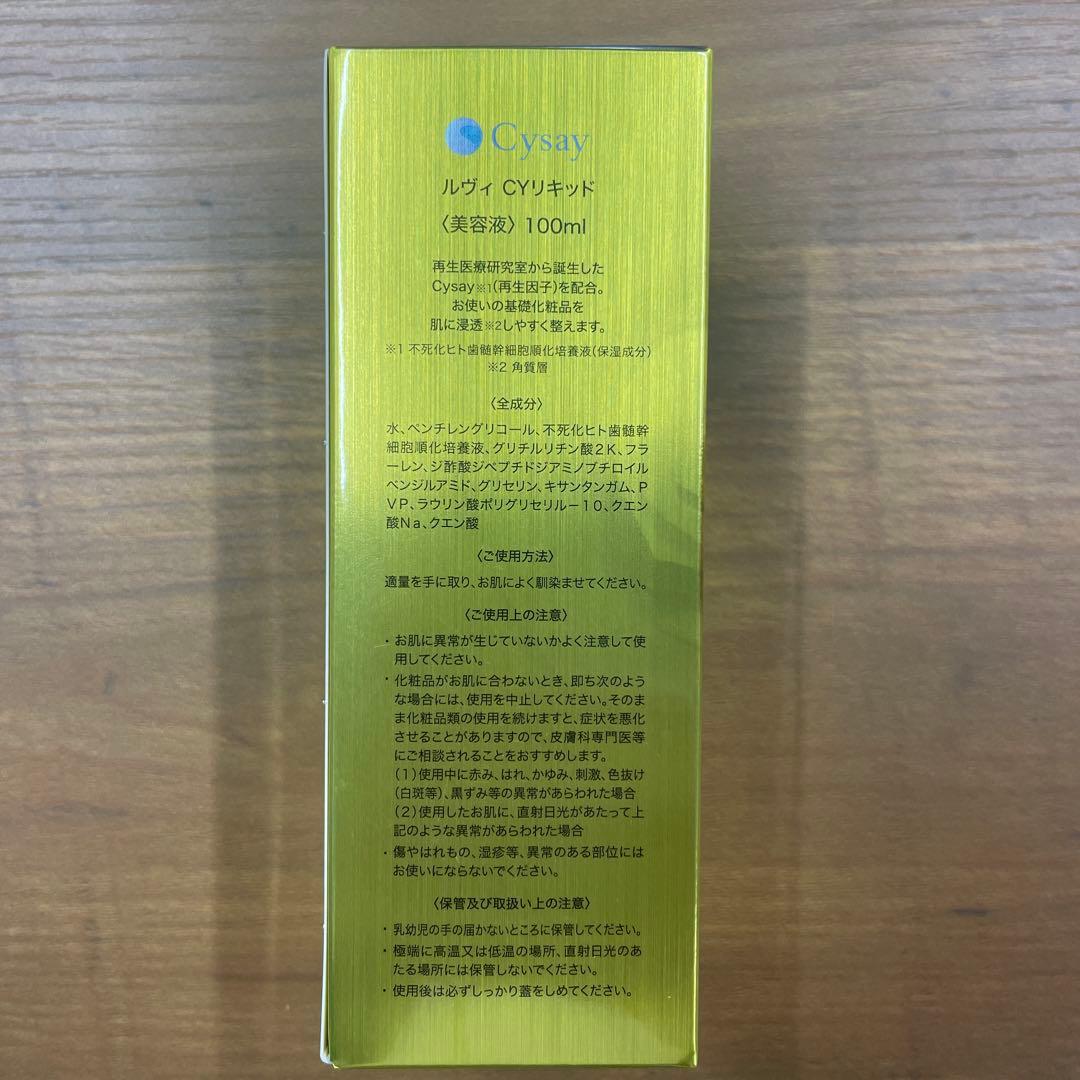 Cysay
ルヴィ CYリキッド
〈美容液〉100ml
再生医療研究室から誕生した
Cysay※1(再生因子)を配合。
お使いの基礎化粧品を
肌に浸透※2しやすく整えます。
※1 不死化ヒト歯髄幹細胞順化培養液(保湿成分)
※2 角質層
〈全成分〉
水、ペンチレングリコール、不死化ヒト歯髄幹
細胞順化培養液、グリチルリチン酸2K、フラ
ーレン、ジ酢酸ジペプチドジアミノブチロイル
ベンジルアミド、グリセリン、キサンタンガム、P
VP、ラウリン酸ポリグリセリル－10、クエン
酸Na、クエン酸
〈ご使用方法〉
適量を手に取り、お肌によく馴染ませてください。
〈ご使用上の注意〉
・お肌に異常が生じていないかよく注意して使
用してください。
・化粧品がお肌に合わないとき、即ち次のよう
な場合には、使用を中止してください。そのま
ま化粧品類の使用を続けますと、症状を悪化
させることがありますので、皮膚科専門医等
にご相談されることをおすすめします。
(1)使用中に赤み、はれ、かゆみ、刺激、色抜け
(白斑等)、黒ずみ等の異常があらわれた場合
(2)使用したお肌に、直射日光があたって上
記のような異常があらわれた場合
・傷やはれもの、湿疹等、異常のある部位には
お使いにならないでください。
〈保管及び取扱い上の注意〉
・乳幼児の手の届かないところに保管してください。
・極端に高温又は低温の場所、直射日光のあ
たる場所には保管しないでください。
・使用後は必ずしっかり蓋をしめてください。